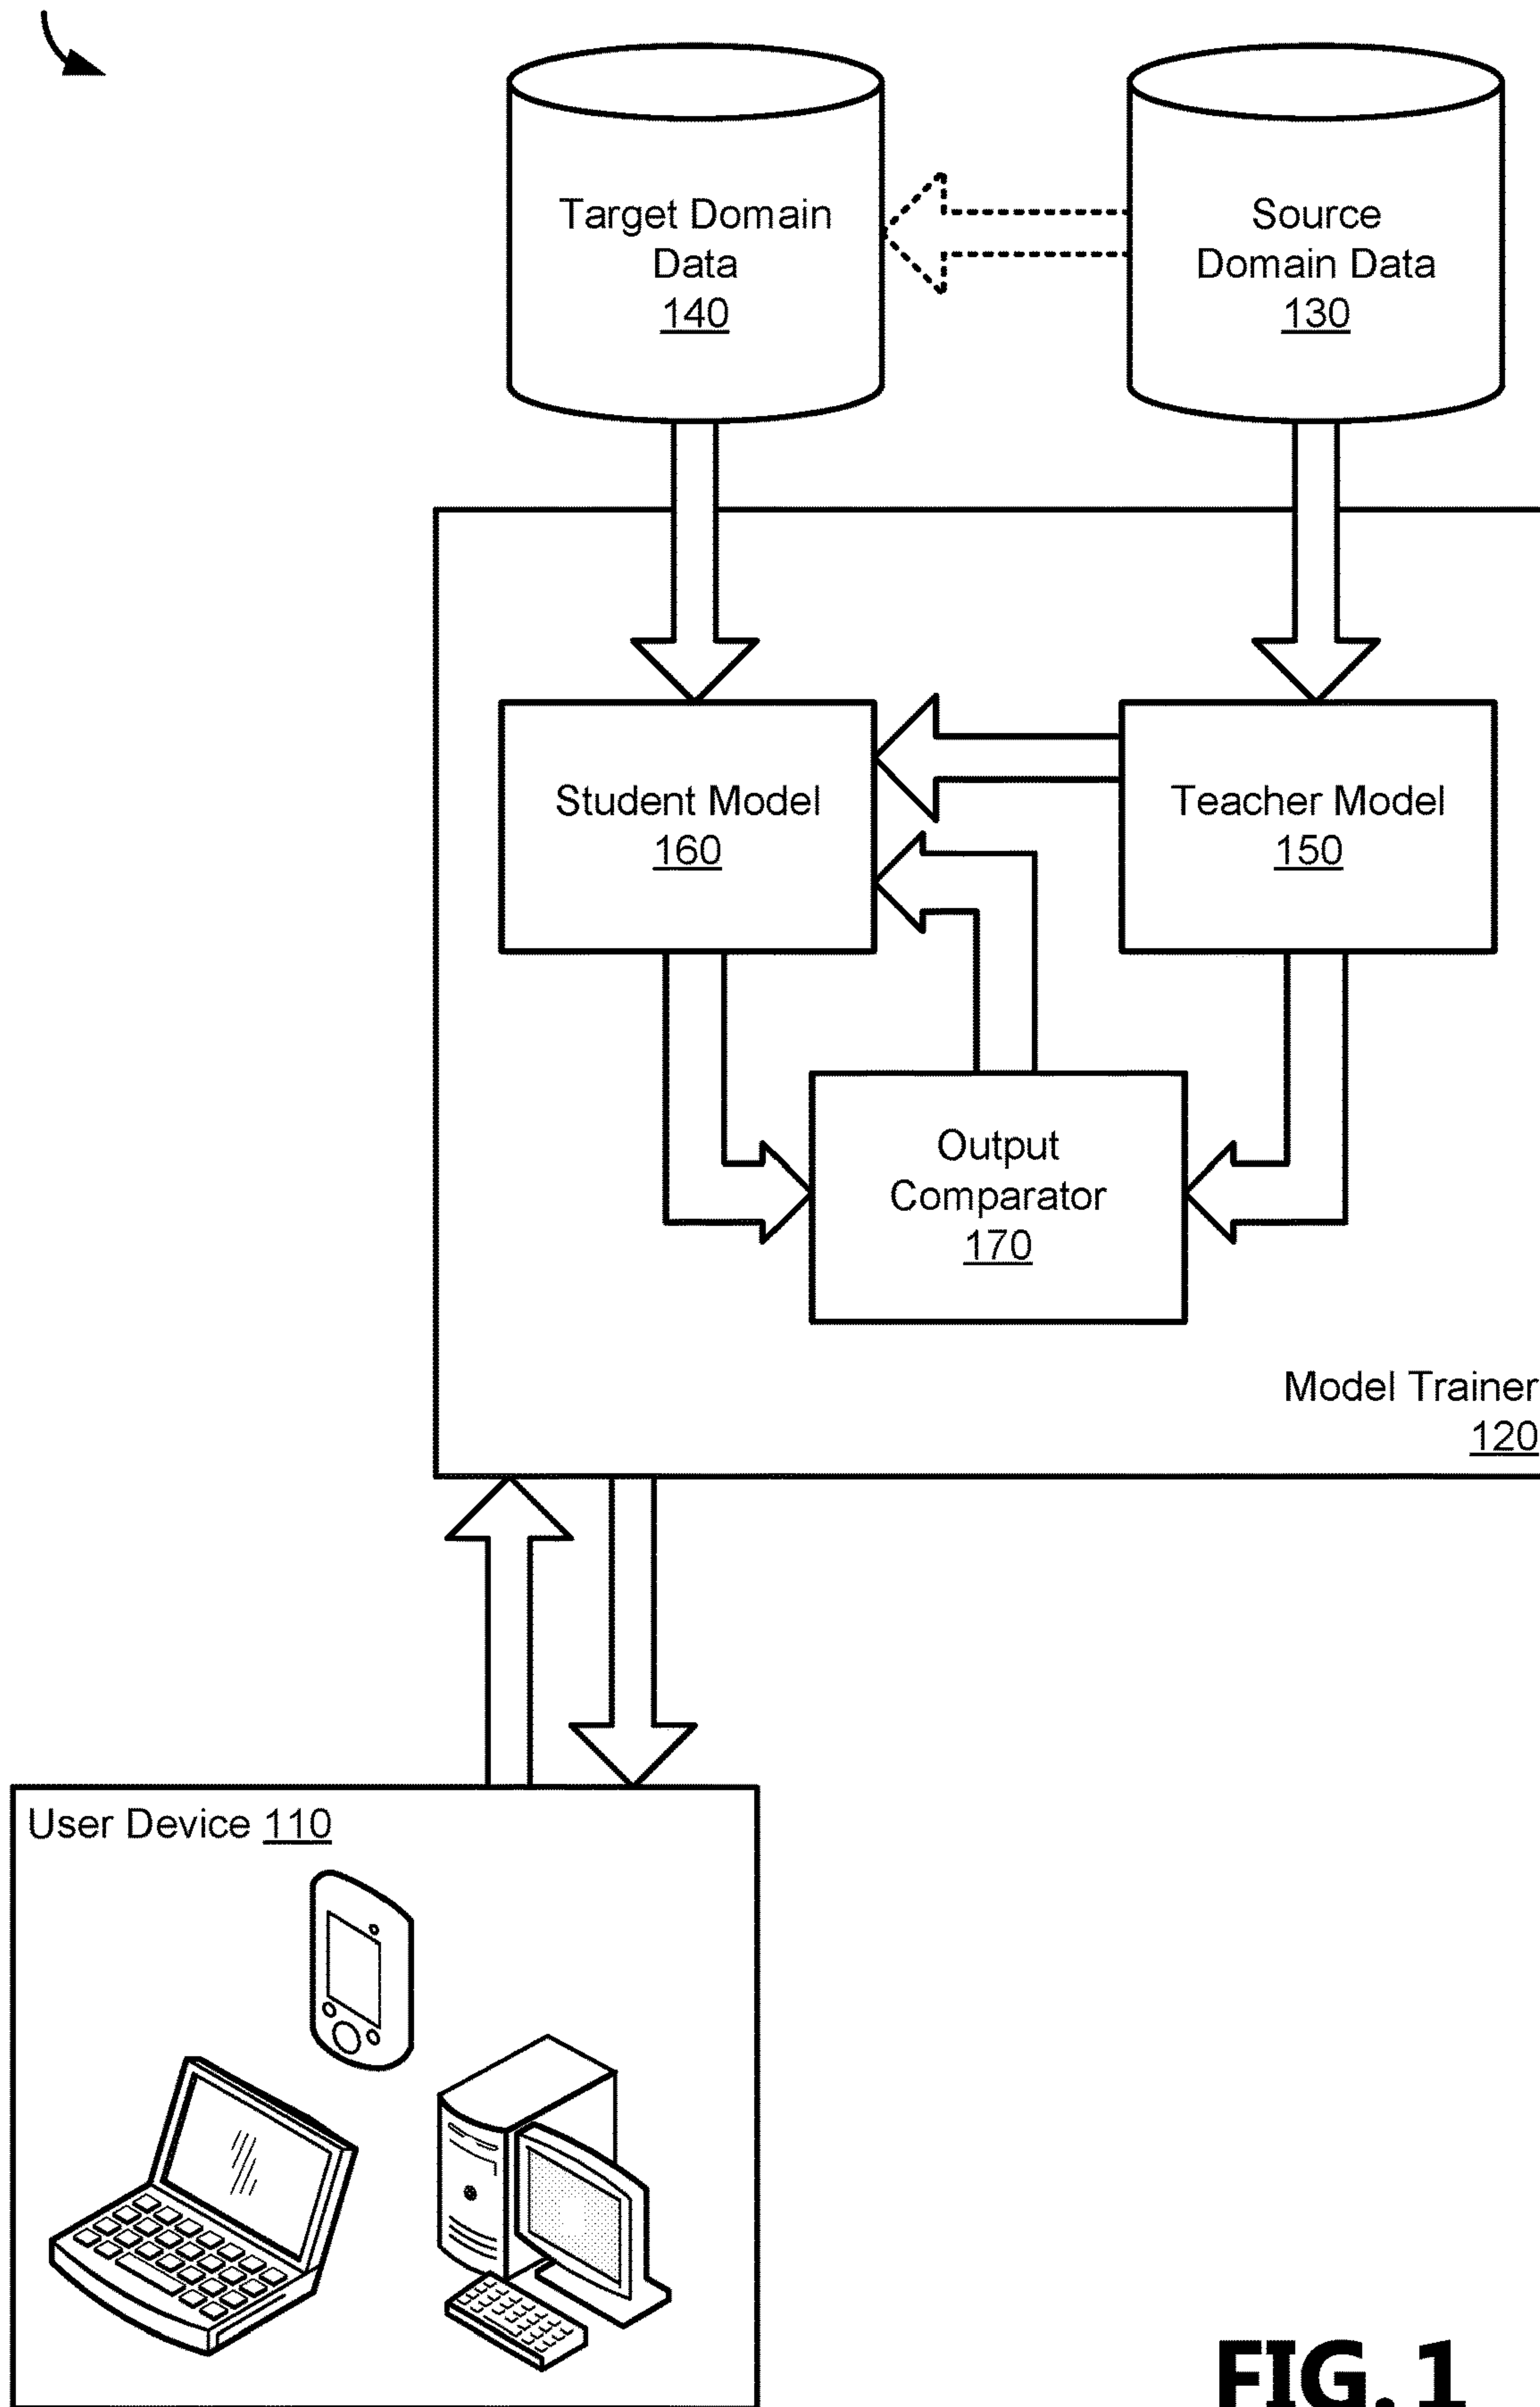 Target Domain
Data
140
Source
Domain Data
130
Student Model
160
Teacher Model
150
Output
Comparator
170
Model Trainer
120
User Device 110
FIG. 1